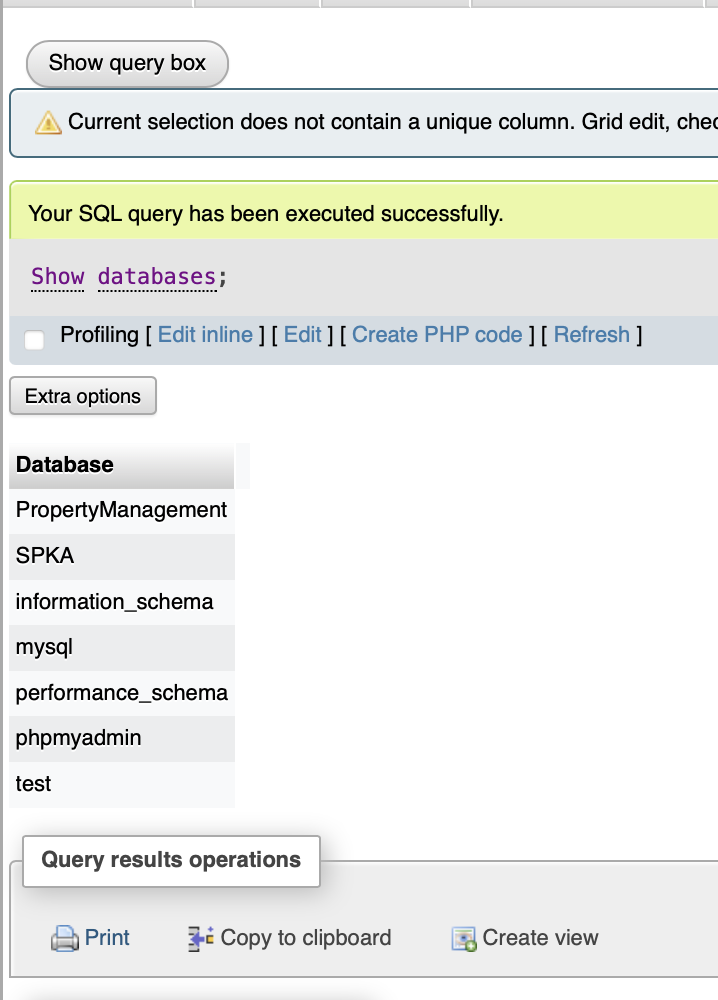 Show query box
Current selection does not contain a unique column. Grid edit,
Your SQL query has been executed successfully.
Show databases;
Profiling [ Edit inline ] [ Edit ] [ Create PHP code ] [ Refresh ]
Extra options
Database
PropertyManagement
SPKA
information_schema
mysql
performance_schema
phpmyadmin
test
Query results operations
Print Copy to clipboard Create view